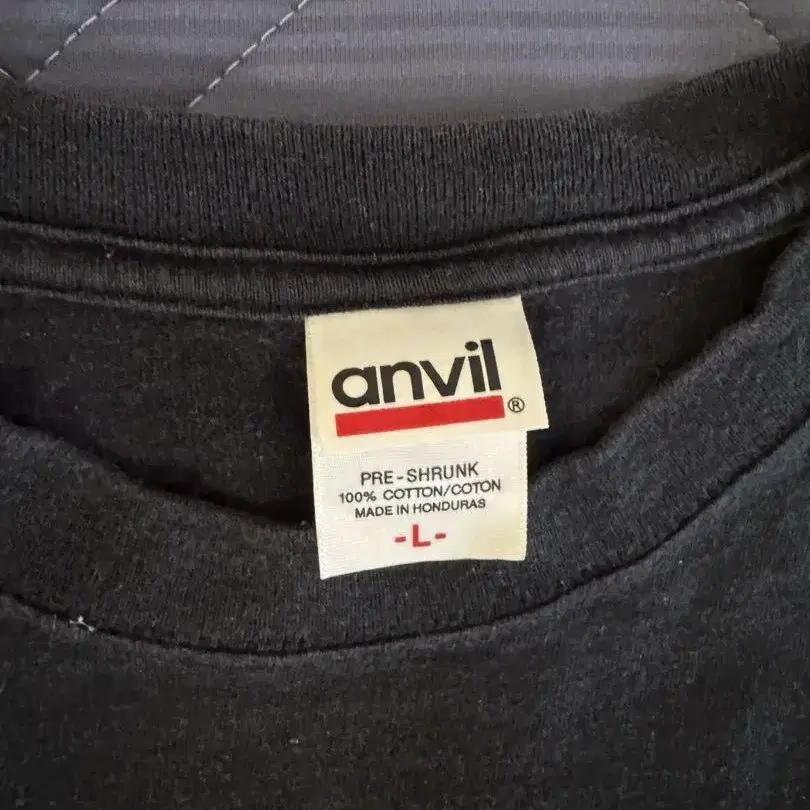 anvil®
PRE-SHRUNK
100% COTTON/COTON
MADE IN HONDURAS
-L-